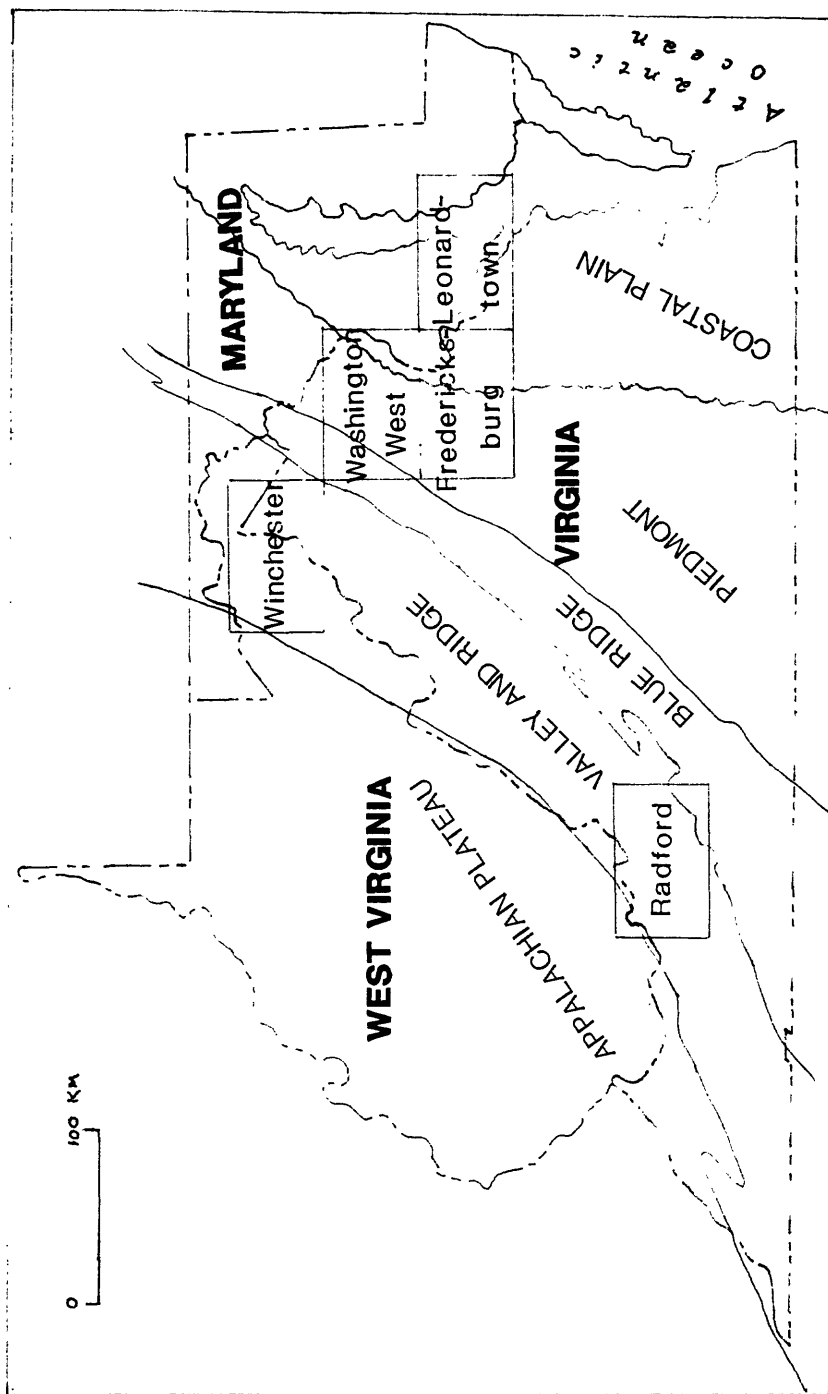 0
100 KM
WEST VIRGINIA
APPALACHIAN PLATEAU
MARYLAND
Winchester
Washington
West
Fredericks-
burg
Leonard-
town
VALLEY AND RIDGE
BLUE RIDGE
VIRGINIA
PIEDMONT
COASTAL PLAIN
Radford
Atlantic
Ocean